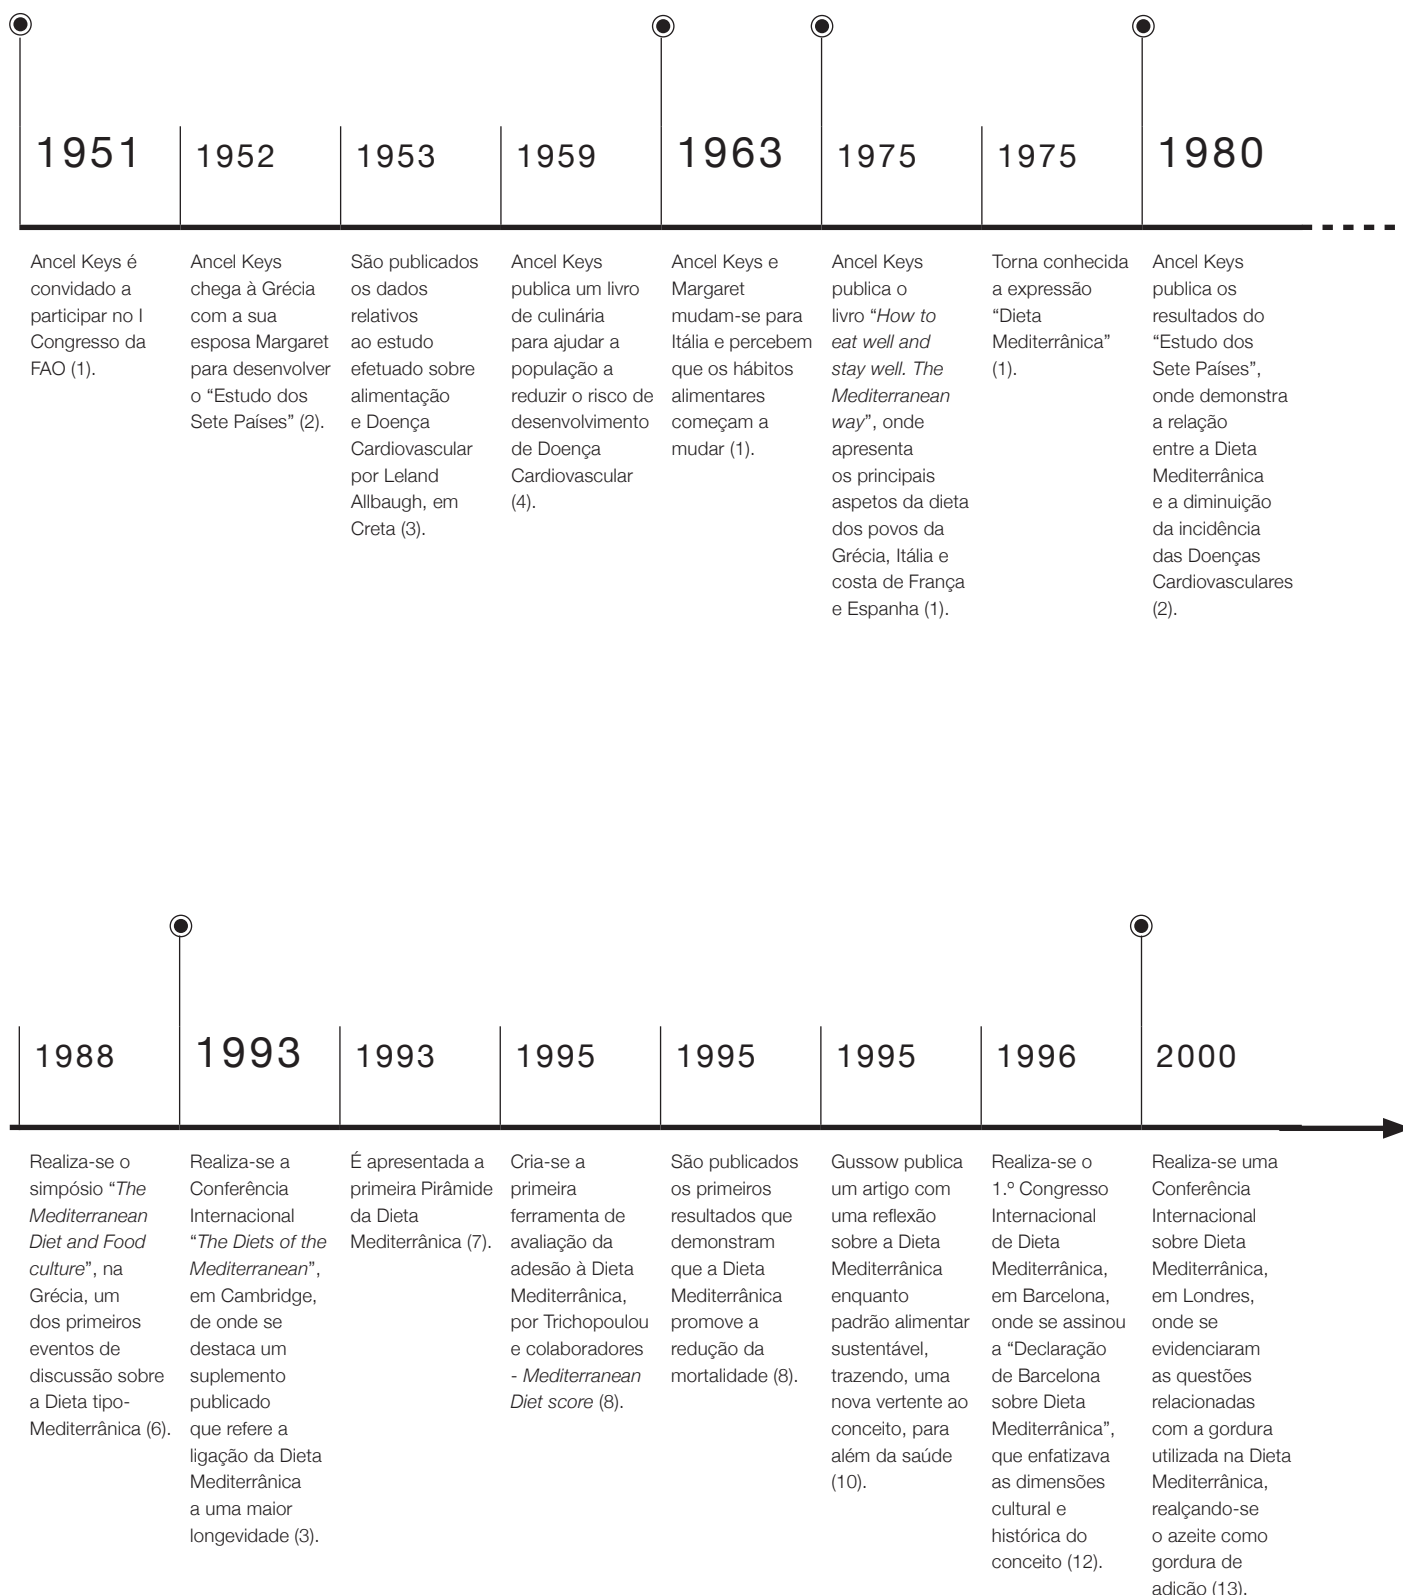 1951
Ancel Keys é
convidado a
participar no I
Congresso da
FAO (1).
1952
Ancel Keys
chega à Grécia
com a sua
esposa Margaret
para desenvolver
o “Estudo dos
Sete Países” (2).
1953
São publicados
os dados
relativos
ao estudo
efetuado sobre
alimentação
e Doença
Cardiovascular
por Leland
Allbaugh, em
Creta (3).
1959
Ancel Keys
publica um livro
de culinária
para ajudar a
população a
reduzir o risco de
desenvolvimento
de Doença
Cardiovascular
(4).
1963
Ancel Keys e
Margaret
mudam-se para
Itália e percebem
que os hábitos
alimentares
começam a
mudar (1).
1975
Ancel Keys
publica o
livro “How to
eat well and
stay well. The
Mediterranean
way”, onde
apresenta
os principais
aspetos da dieta
dos povos da
Grécia, Itália e
costa de França
e Espanha (1).
1975
Torna conhecida
a expressão
“Dieta
Mediterrânica”
(1).
1980
Ancel Keys
publica os
resultados do
“Estudo dos
Sete Países”,
onde demonstra
a relação
entre a Dieta
Mediterrânica
e a diminuição
da incidência
das Doenças
Cardiovasculares
(2).
1988
Realiza-se o
simpósio “The
Mediterranean
Diet and Food
culture”, na
Grécia, um
dos primeiros
eventos de
discussão sobre
a Dieta tipo-
Mediterrânica (6).
1993
Realiza-se a
Conferência
Internacional
“The Diets of the
Mediterranean”,
em Cambridge,
de onde se
destaca um
suplemento
publicado
que refere a
ligação da Dieta
Mediterrânica
a uma maior
longevidade (3).
1993
É apresentada a
primeira Pirâmide
da Dieta
Mediterrânica (7).
1995
Cria-se a
primeira
ferramenta de
avaliação da
adesão à Dieta
Mediterrânica,
por Trichopoulou
e colaboradores
- Mediterranean
Diet score (8).
1995
São publicados
os primeiros
resultados que
demonstram
que a Dieta
Mediterrânica
promove a
redução da
mortalidade (8).
1995
Gussow publica
um artigo com
uma reflexão
sobre a Dieta
Mediterrânica
enquanto
padrão alimentar
sustentável,
trazendo, uma
nova vertente ao
conceito, para
além da saúde
(10).
1996
Realiza-se o
1.º Congresso
Internacional
de Dieta
Mediterrânica,
em Barcelona,
onde se assinou
a “Declaração
de Barcelona
sobre Dieta
Mediterrânica”,
que enfatizava
as dimensões
cultural e
histórica do
conceito (12).
2000
Realiza-se uma
Conferência
Internacional
sobre Dieta
Mediterrânica,
em Londres,
onde se
evidenciaram
as questões
relacionadas
com a gordura
utilizada na Dieta
Mediterrânica,
realçando-se
o azeite como
gordura de
adição (13).